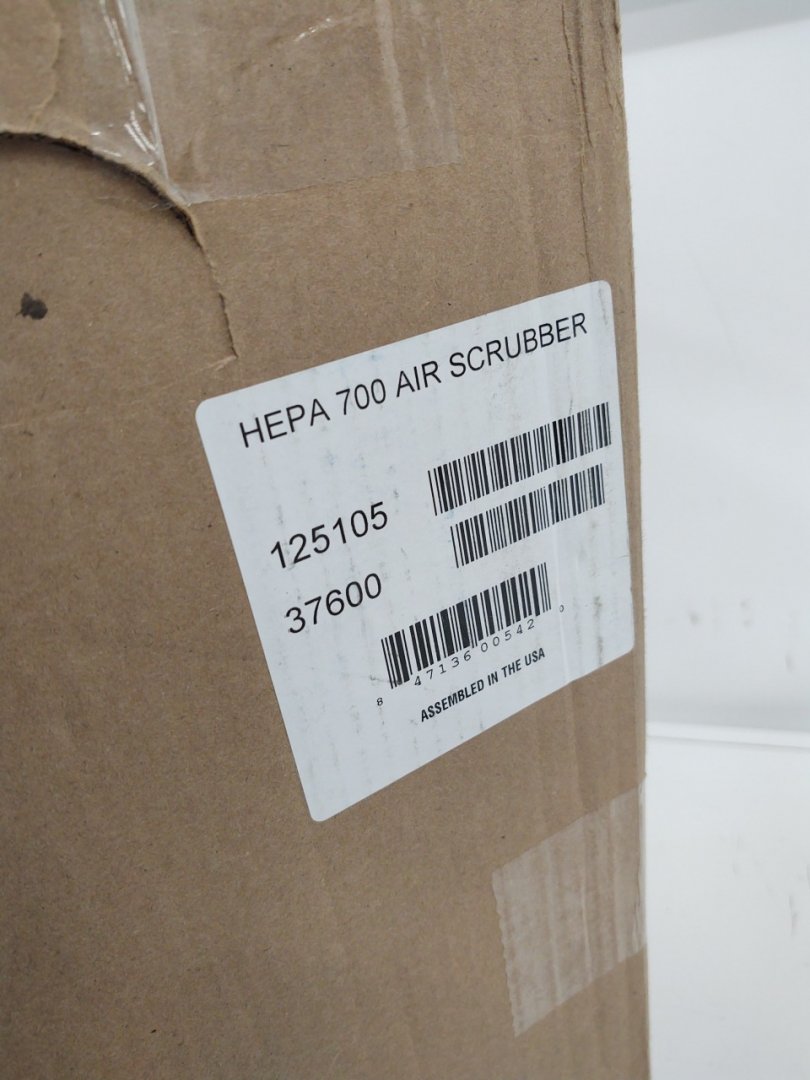 HEPA 700 AIR SCRUBBER
125105
37600
8 47136 00542 0
ASSEMBLED IN THE USA